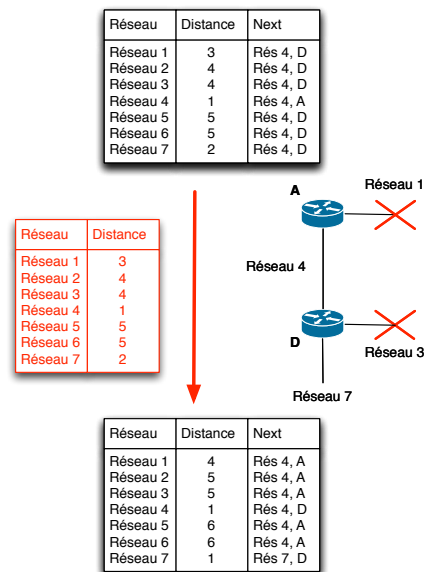 Réseau Distance Next
Réseau 1 3 Rés 4, D
Réseau 2 4 Rés 4, D
Réseau 3 4 Rés 4, D
Réseau 4 1 Rés 4, A
Réseau 5 5 Rés 4, D
Réseau 6 5 Rés 4, D
Réseau 7 2 Rés 4, D
A
Réseau 1
Réseau Distance
Réseau 1 3
Réseau 2 4
Réseau 3 4
Réseau 4 1
Réseau 5 5
Réseau 6 5
Réseau 7 2
Réseau 4
D
Réseau 3
Réseau 7
Réseau Distance Next
Réseau 1 4 Rés 4, A
Réseau 2 5 Rés 4, A
Réseau 3 5 Rés 4, A
Réseau 4 1 Rés 4, D
Réseau 5 6 Rés 4, A
Réseau 6 6 Rés 4, A
Réseau 7 1 Rés 7, D